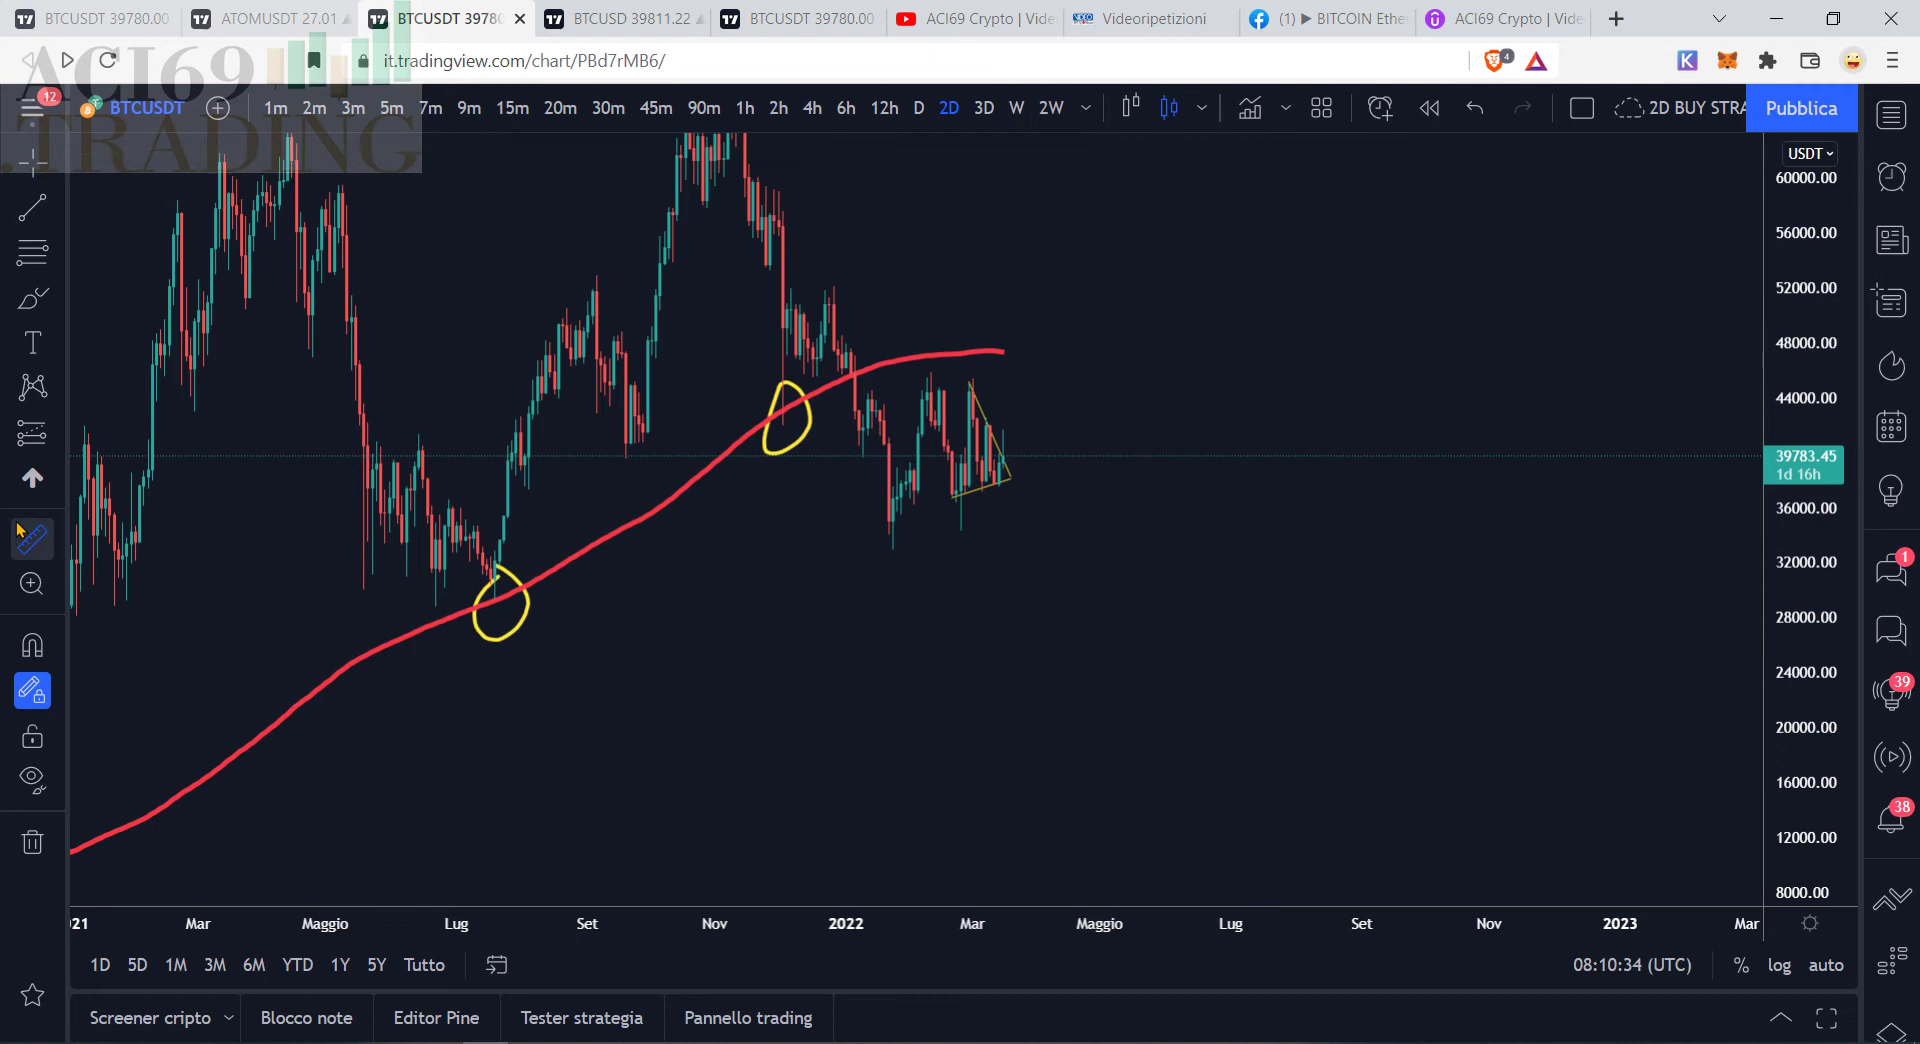 BTCUSDT 39780.00
ATOMUSDT 27.01
BTCUSDT 39780
BTCUSD 39811.22
BTCUSDT 39780.00
ACI69 Crypto | Vide
Videoripetizioni
(1) ▶ BITCOIN Ether
ACI69 Crypto | Vide
it.tradingview.com/chart/PBd7rMB6/
4
ACI69
.TRADING
12
BTCUSDT
1m 2m 3m 5m 7m 9m 15m 20m 30m 45m 90m 1h 2h 4h 6h 12h D 2D 3D W 2W
2D BUY STRA
Pubblica
USDT
60000.00
56000.00
52000.00
48000.00
44000.00
39783.45
1d 16h
36000.00
32000.00
28000.00
24000.00
20000.00
16000.00
12000.00
8000.00
1
39
38
021 Mar Maggio Lug Set Nov 2022 Mar Maggio Lug Set Nov 2023 Mar
1D 5D 1M 3M 6M YTD 1Y 5Y Tutto
08:10:34 (UTC) % log auto
Screener cripto Blocco note Editor Pine Tester strategia Pannello trading